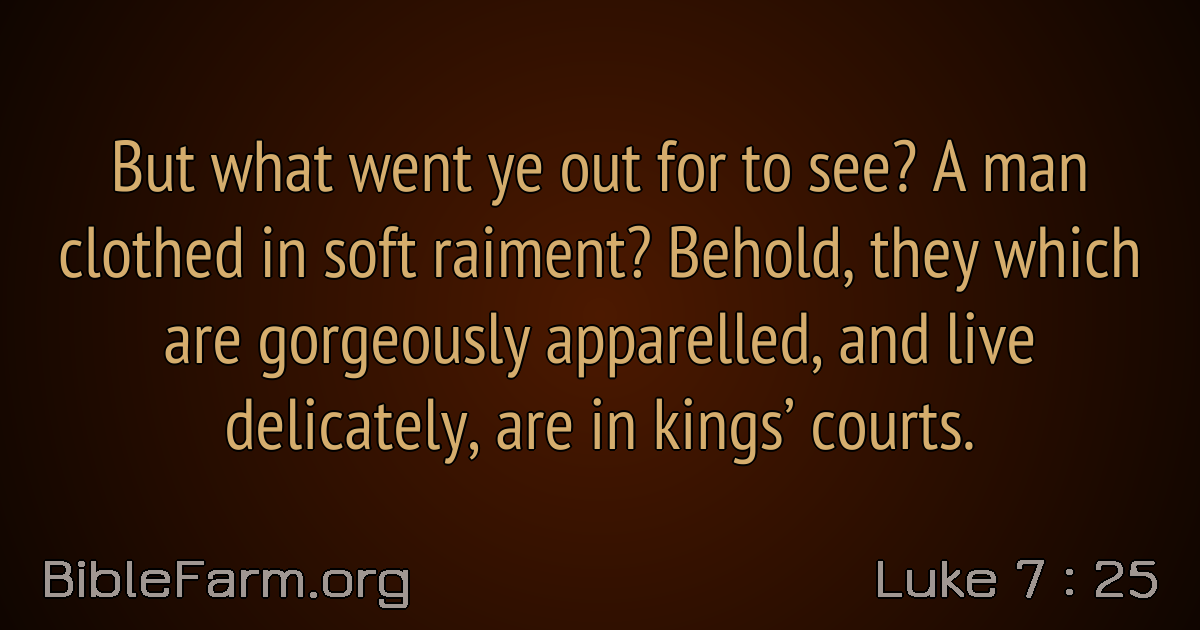 But what went ye out for to see? A man
clothed in soft raiment? Behold, they which
are gorgeously apparelled, and live
delicately, are in kings’ courts.
BibleFarm.org
Luke 7 : 25